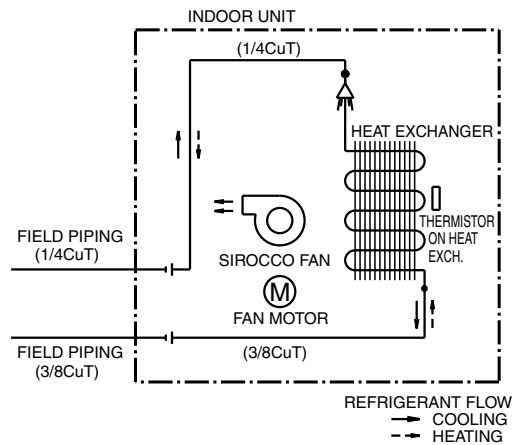 INDOOR UNIT
(1/4CuT)
HEAT EXCHANGER
THERMISTOR
ON HEAT
EXCH.
FIELD PIPING
(1/4CuT)
SIROCCO FAN
M
FAN MOTOR
FIELD PIPING
(3/8CuT)
(3/8CuT)
REFRIGERANT FLOW
COOLING
HEATING